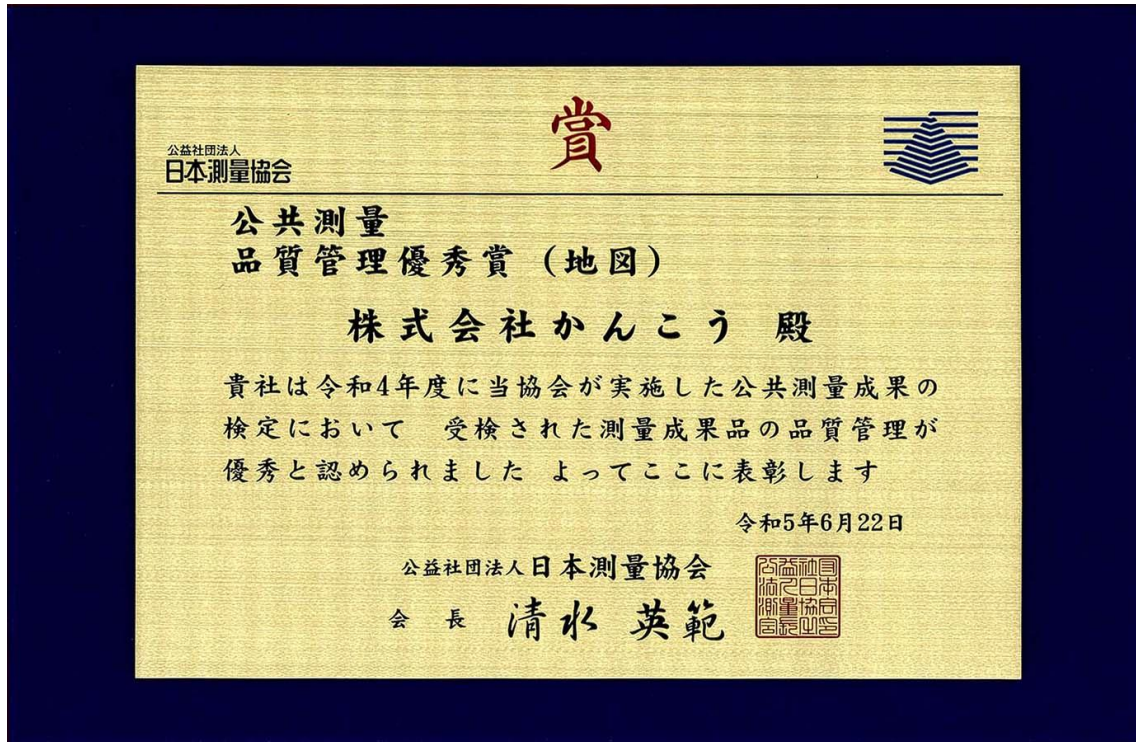 賞
公益社団法人
日本測量協会
公共測量
品質管理優秀賞（地図）
株式会社かんこう 殿
貴社は令和4年度に当協会が実施した公共測量成果の
検定において　受検された測量成果品の品質管理が
優秀と認められました よってここに表彰します
令和5年6月22日
公益社団法人日本測量協会
会 長 清水 英範